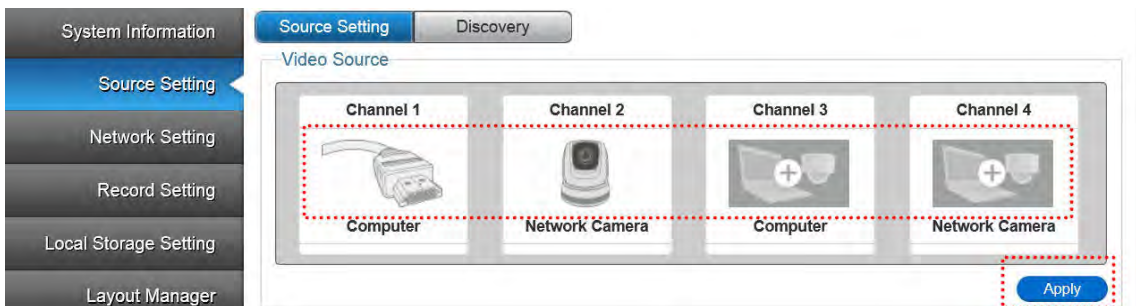 System Information
Source Setting
Network Setting
Record Setting
Local Storage Setting
Layout Manager
Source Setting
Discovery
Video Source
Channel 1
Channel 2
Channel 3
Channel 4
Computer
Network Camera
Computer
Network Camera
Apply